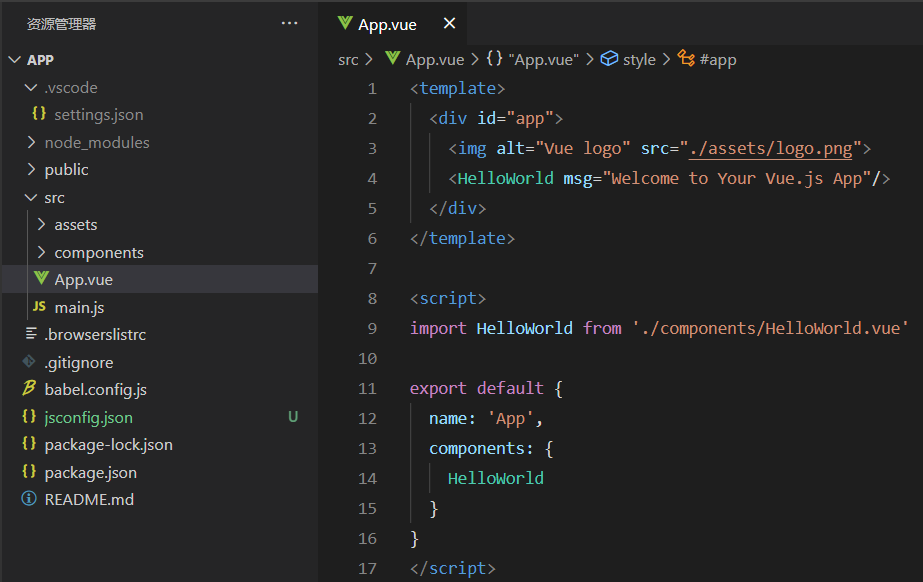 资源管理器
APP
.vscode
settings.json
node_modules
public
src
assets
components
App.vue
JS main.js
.browserslistrc
.gitignore
babel.config.js
{} jsconfig.json U
{} package-lock.json
{} package.json
README.md
App.vue
src > App.vue > {} "App.vue" > style > #app
1 <template>
2 <div id="app">
3 <img alt="Vue logo" src="./assets/logo.png">
4 <HelloWorld msg="Welcome to Your Vue.js App"/>
5 </div>
6 </template>
7
8 <script>
9 import HelloWorld from './components/HelloWorld.vue'
10
11 export default {
12 name: 'App',
13 components: {
14 HelloWorld
15 }
16 }
17 </script>